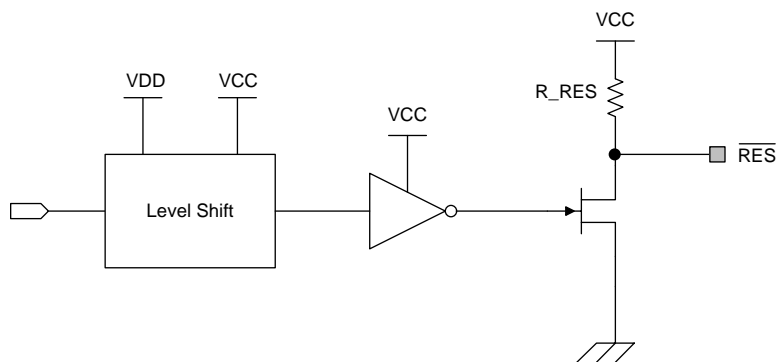 VCC
VDD
VCC
R_RES
VCC
RES
Level Shift